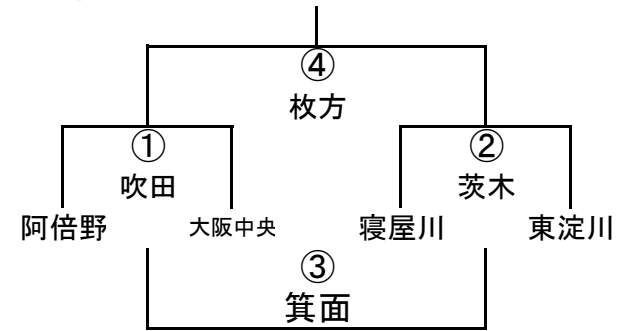 ④
枚方
① ②
吹田 茨木
阿倍野 大阪中央 寝屋川 東淀川
③
箕面